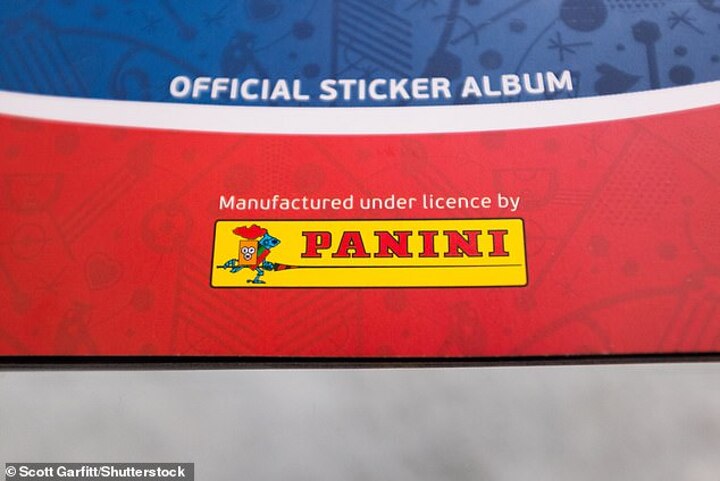 OFFICIAL STICKER ALBUM
Manufactured under licence by
PANINI
© Scott Garfitt/Shutterstock